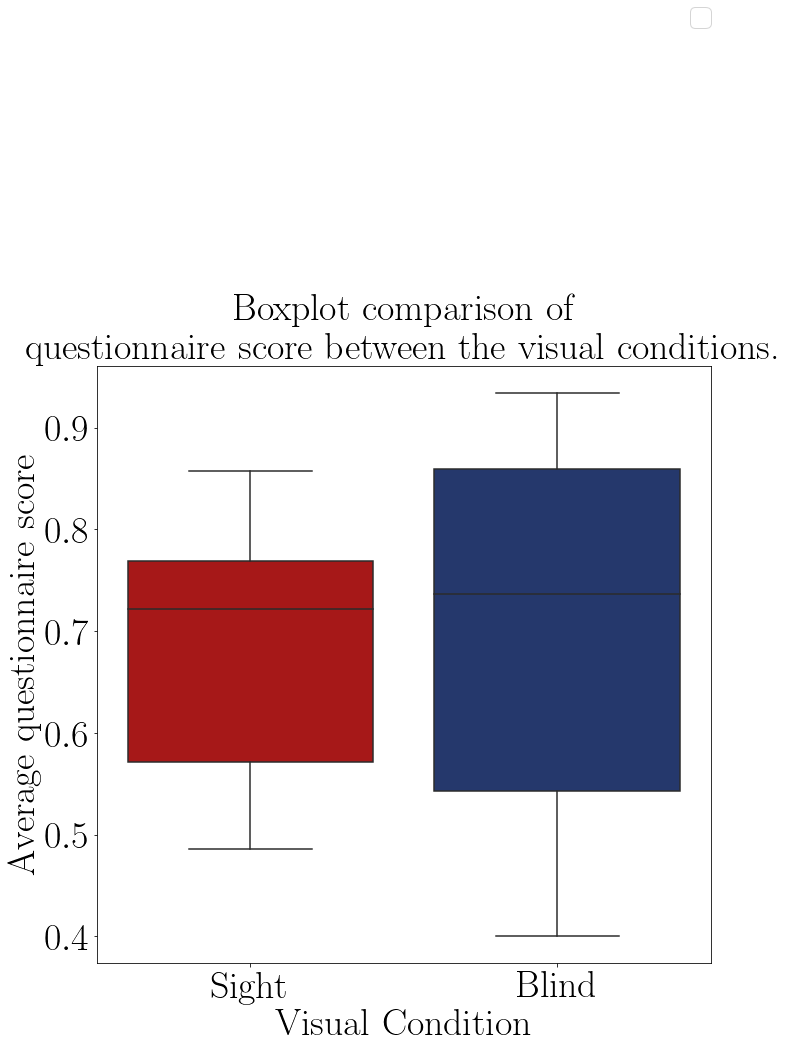 Boxplot comparison of
questionnaire score between the visual conditions.
Average questionnaire score
0.9
0.8
0.7
0.6
0.5
0.4
Sight
Blind
Visual Condition